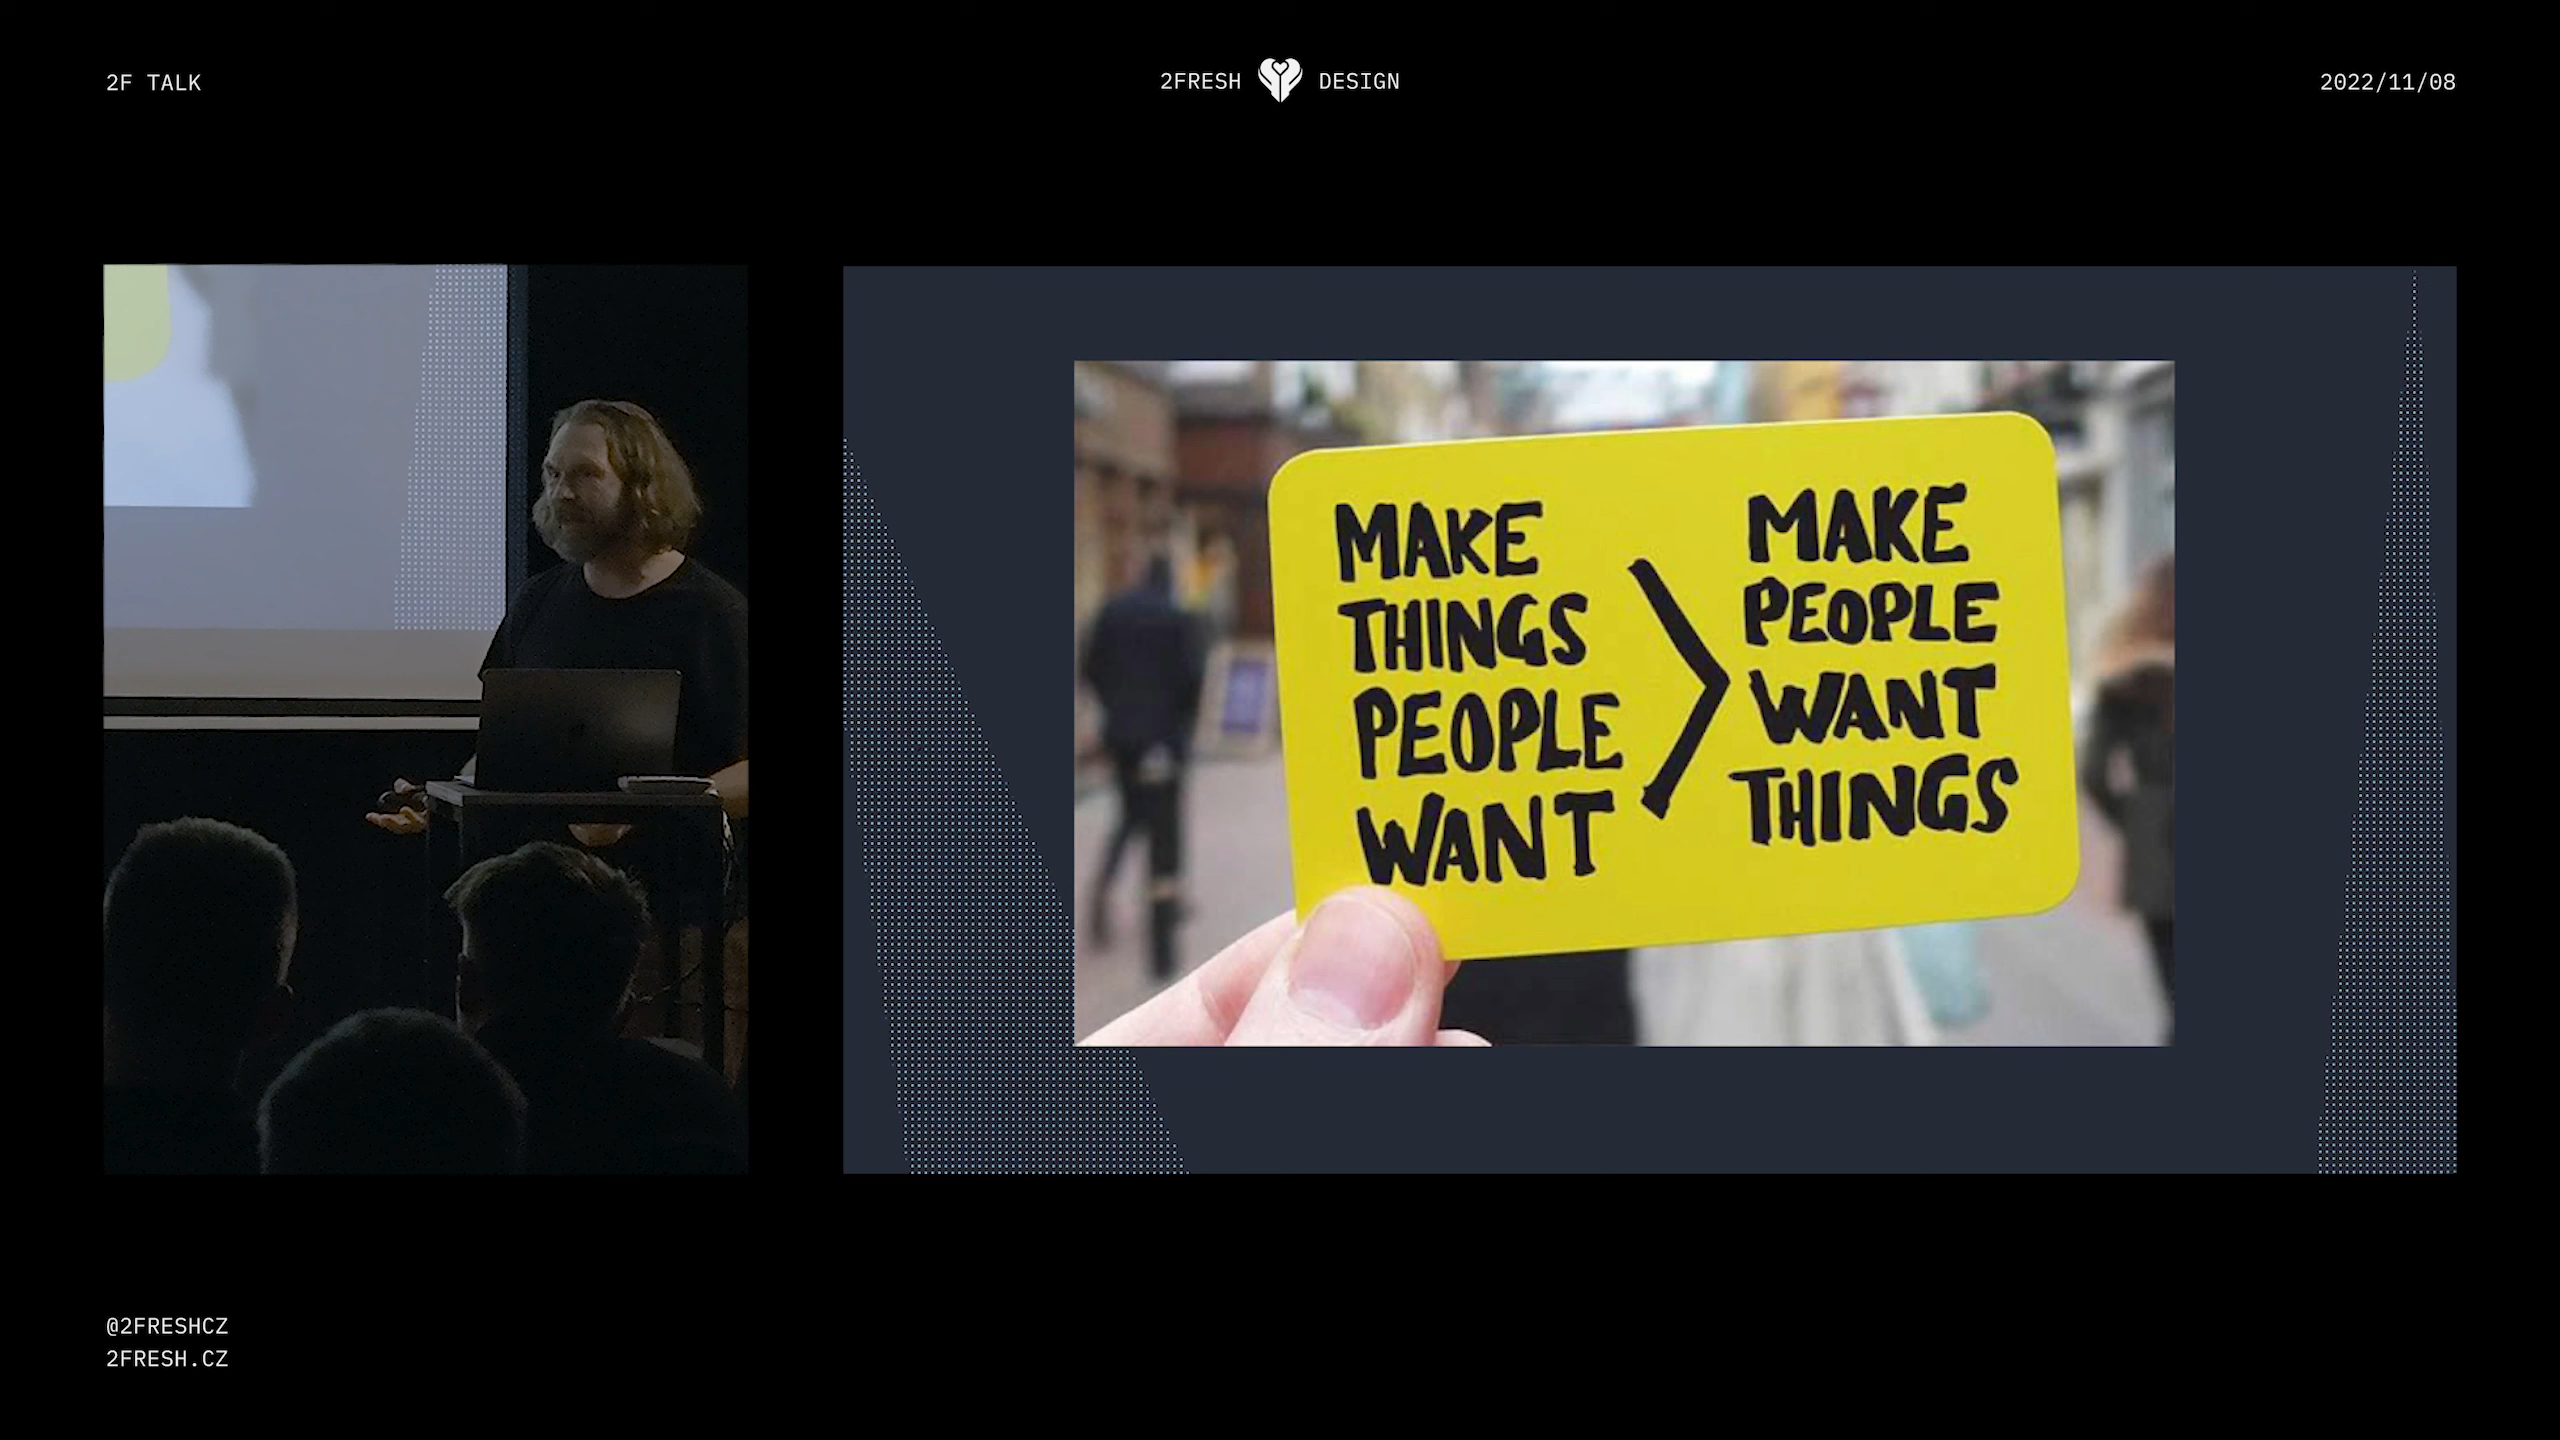 2F TALK
2FRESH DESIGN
2022/11/08
MAKE
THINGS
PEOPLE
WANT
>
MAKE
PEOPLE
WANT
THINGS
@2FRESHCZ
2FRESH.CZ